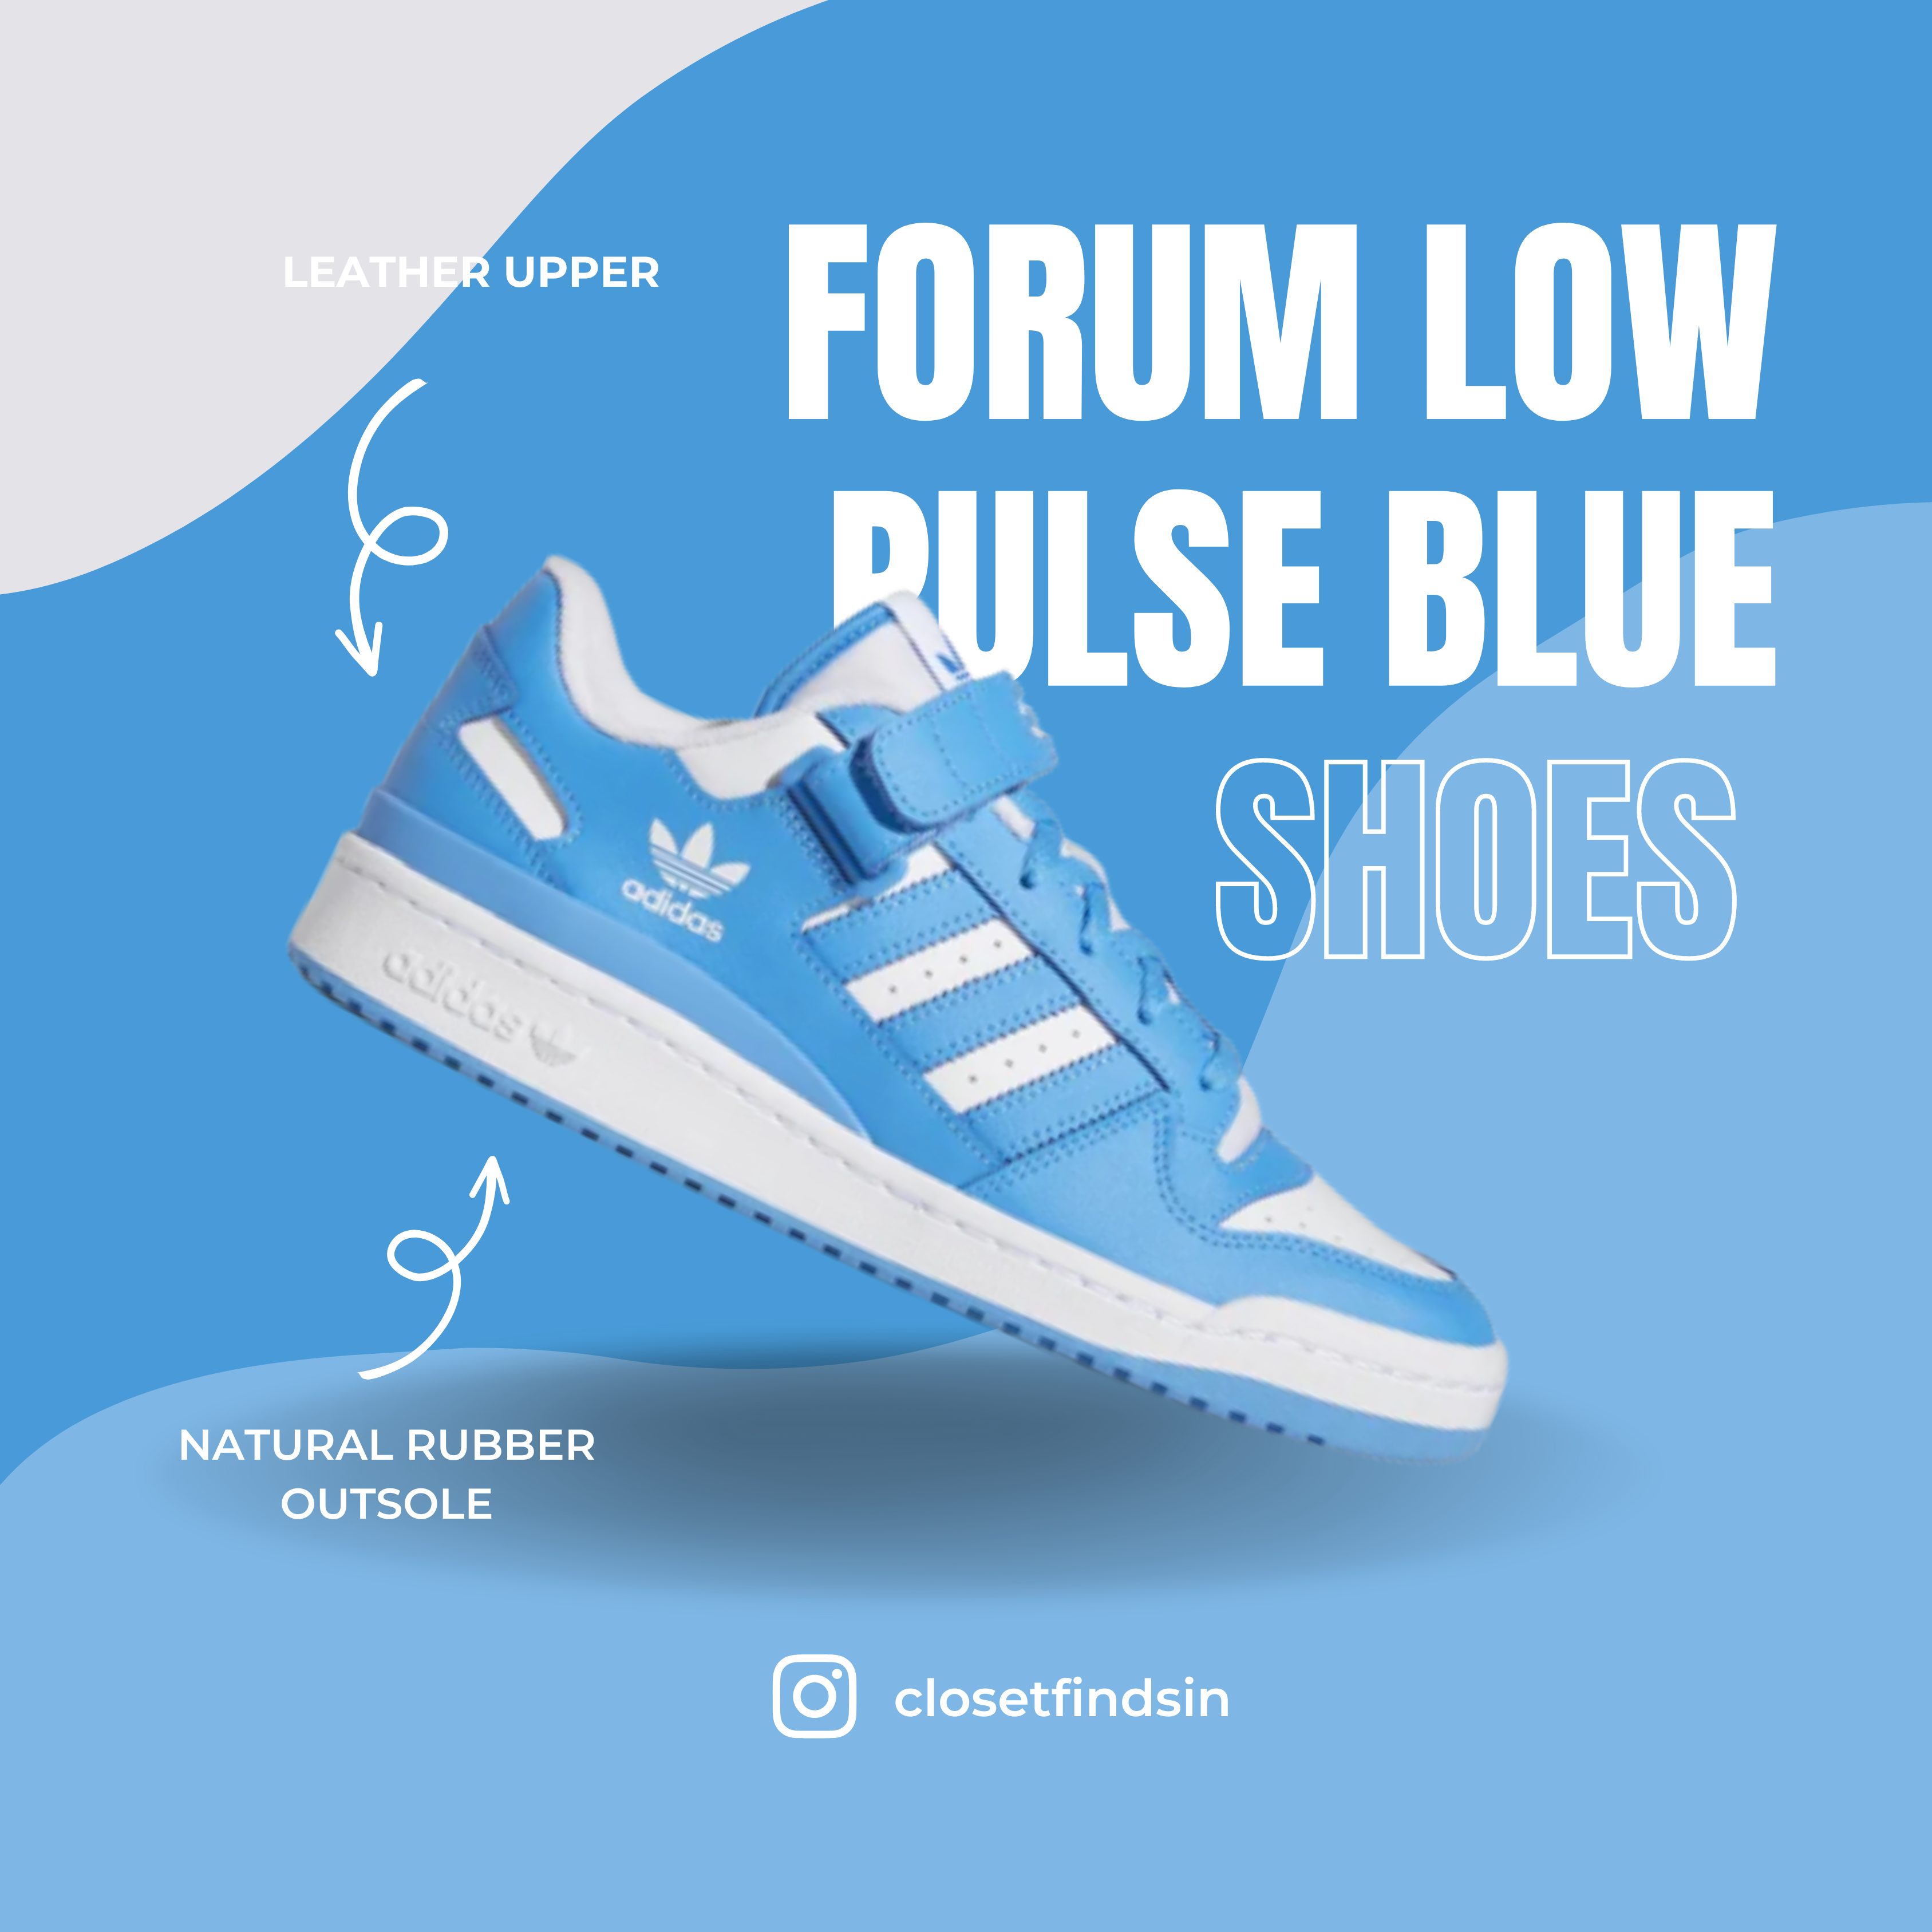 FORUM LOW
LEATHER UPPER
PULSE BLUE
SHOES
adidas
adidas
NATURAL RUBBER
OUTSOLE
closetfindsin